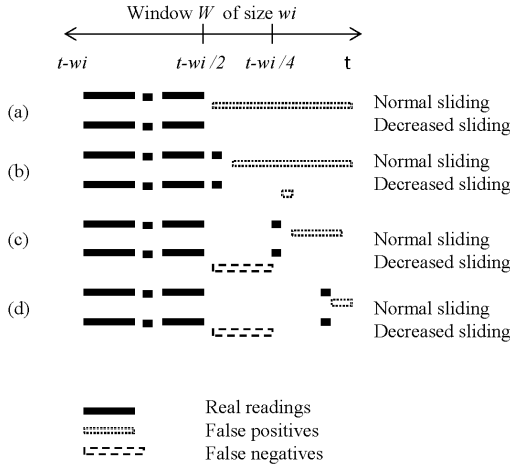 Window W of size wi
t-wi t-wi /2 t-wi /4 t
(a) Normal sliding
Decreased sliding
(b) Normal sliding
Decreased sliding
(c) Normal sliding
Decreased sliding
(d) Normal sliding
Decreased sliding
Real readings
False positives
False negatives